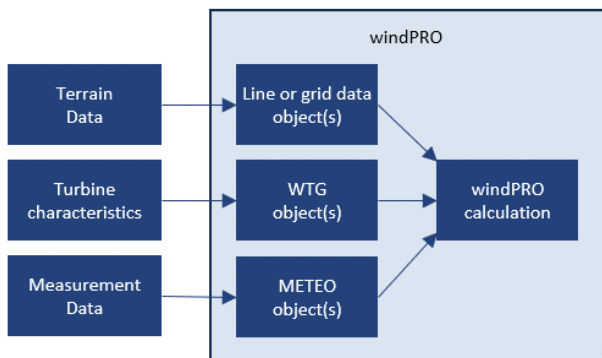 windPRO
Terrain
Data
Line or grid data
object(s)
Turbine
characteristics
WTG
object(s)
windPRO
calculation
Measurement
Data
METEO
object(s)